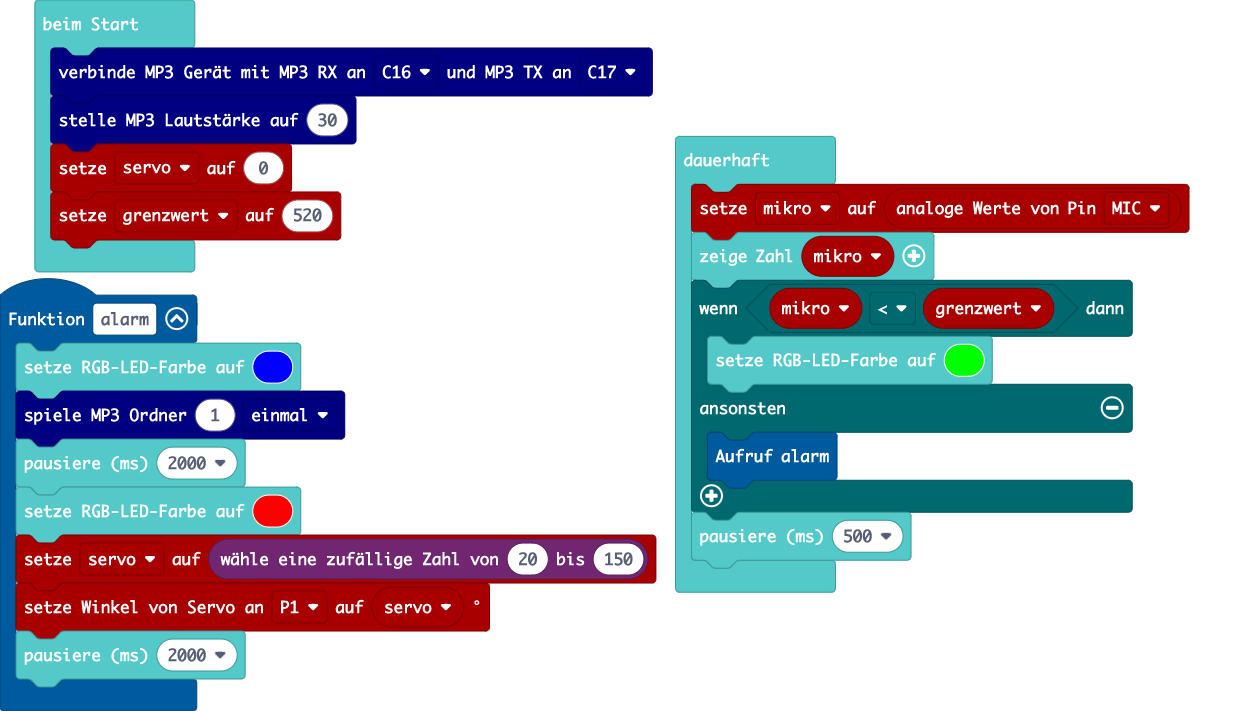 beim Start
verbinde MP3 Gerät mit MP3 RX an C16 und MP3 TX an C17
stelle MP3 Lautstärke auf 30
setze servo auf 0
setze grenzwert auf 520
Funktion alarm
setze RGB-LED-Farbe auf
spiele MP3 Ordner 1 einmal
pausiere (ms) 2000
setze RGB-LED-Farbe auf
setze servo auf wähle eine zufällige Zahl von 20 bis 150
setze Winkel von Servo an P1 auf servo °
pausiere (ms) 2000
dauerhaft
setze mikro auf analoge Werte von Pin MIC
zeige Zahl mikro
wenn mikro < grenzwert dann
setze RGB-LED-Farbe auf
ansonsten
Aufruf alarm
pausiere (ms) 500